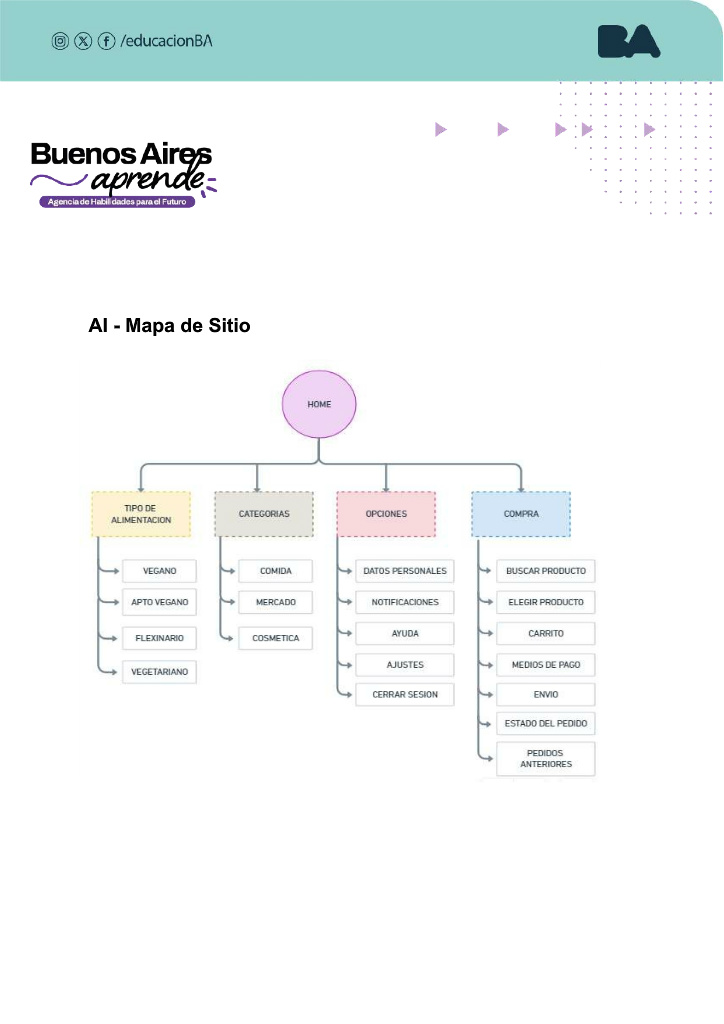 /educacionBA
BA
Buenos Aires
aprende
Agencia de Habilidades para el Futuro
AI - Mapa de Sitio
HOME
TIPO DE
ALIMENTACION
CATEGORIAS
OPCIONES
COMPRA
VEGANO
APTO VEGANO
FLEXINARIO
VEGETARIANO
COMIDA
MERCADO
COSMETICA
DATOS PERSONALES
NOTIFICACIONES
AYUDA
AJUSTES
CERRAR SESION
BUSCAR PRODUCTO
ELEGIR PRODUCTO
CARRITO
MEDIOS DE PAGO
ENVIO
ESTADO DEL PEDIDO
PEDIDOS
ANTERIORES